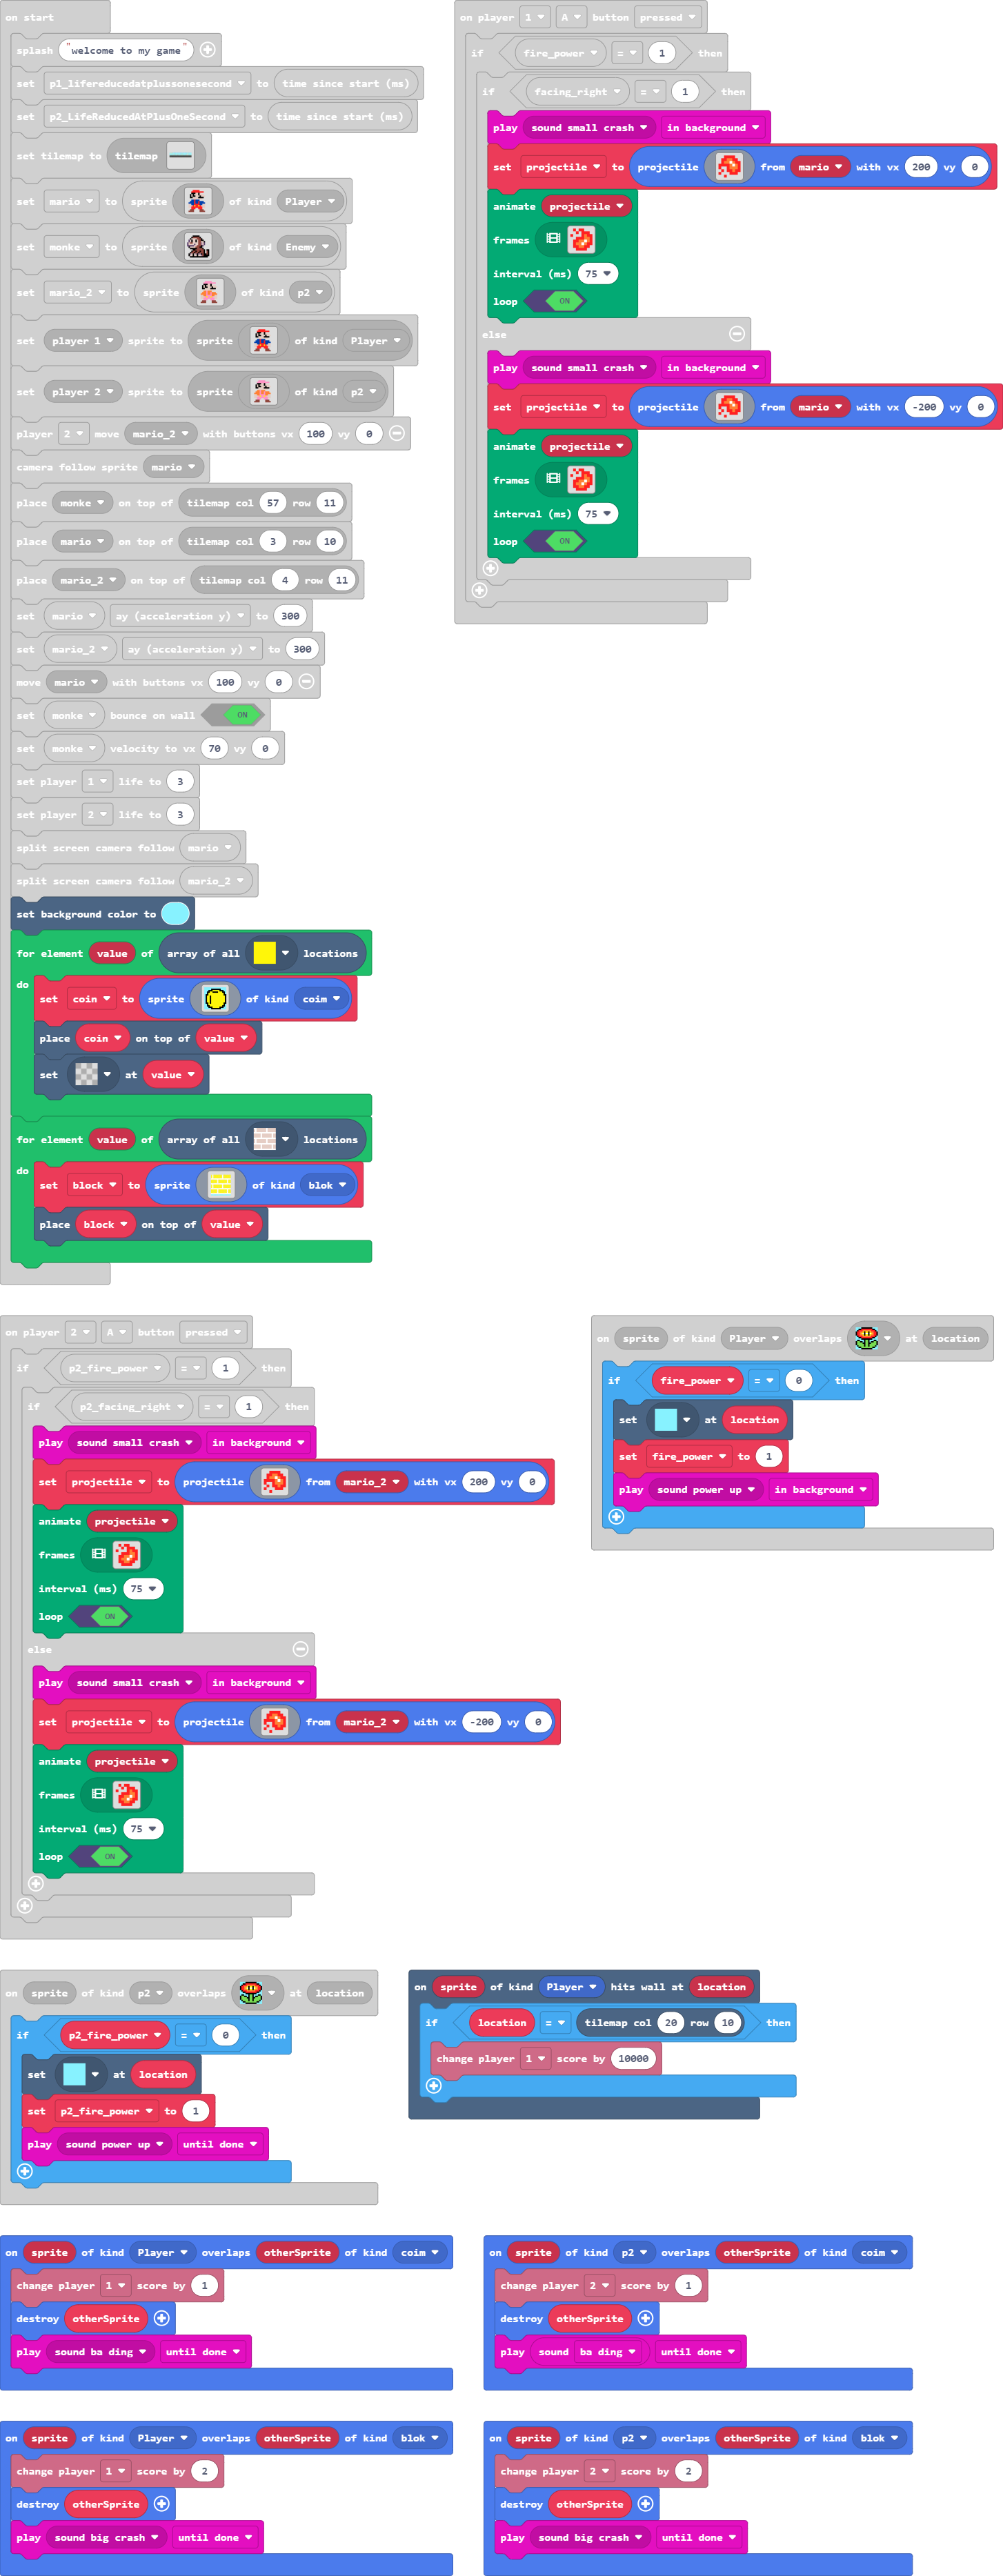 on start
splash "welcome to my game"
set p1_lifereducedatplussonesecond to time since start (ms)
set p2_LifeReducedAtPlusOneSecond to time since start (ms)
set tilemap to tilemap
set mario to sprite of kind Player
set monke to sprite of kind Enemy
set mario_2 to sprite of kind p2
set player 1 sprite to sprite of kind Player
set player 2 sprite to sprite of kind p2
player 2 move mario_2 with buttons vx 100 vy 0
camera follow sprite mario
place monke on top of tilemap col 57 row 11
place mario on top of tilemap col 3 row 10
place mario_2 on top of tilemap col 4 row 11
set mario ay (acceleration y) to 300
set mario_2 ay (acceleration y) to 300
move mario with buttons vx 100 vy 0
set monke bounce on wall ON
set monke velocity to vx 70 vy 0
set player 1 life to 3
set player 2 life to 3
split screen camera follow mario
split screen camera follow mario_2
set background color to
for element value of array of all locations
do
set coin to sprite of kind coim
place coin on top of value
set at value
for element value of array of all locations
do
set block to sprite of kind blok
place block on top of value
on player 1 A button pressed
if fire_power = 1 then
if facing_right = 1 then
play sound small crash in background
set projectile to projectile from mario with vx 200 vy 0
animate projectile
frames
interval (ms) 75
loop ON
else
play sound small crash in background
set projectile to projectile from mario with vx -200 vy 0
animate projectile
frames
interval (ms) 75
loop ON
on player 2 A button pressed
if p2_fire_power = 1 then
if p2_facing_right = 1 then
play sound small crash in background
set projectile to projectile from mario_2 with vx 200 vy 0
animate projectile
frames
interval (ms) 75
loop ON
else
play sound small crash in background
set projectile to projectile from mario_2 with vx -200 vy 0
animate projectile
frames
interval (ms) 75
loop ON
on sprite of kind Player overlaps at location
if fire_power = 0 then
set at location
set fire_power to 1
play sound power up in background
on sprite of kind p2 overlaps at location
if p2_fire_power = 0 then
set at location
set p2_fire_power to 1
play sound power up until done
on sprite of kind Player hits wall at location
if location = tilemap col 20 row 10 then
change player 1 score by 10000
on sprite of kind Player overlaps otherSprite of kind coim
change player 1 score by 1
destroy otherSprite
play sound ba ding until done
on sprite of kind p2 overlaps otherSprite of kind coim
change player 2 score by 1
destroy otherSprite
play sound ba ding until done
on sprite of kind Player overlaps otherSprite of kind blok
change player 1 score by 2
destroy otherSprite
play sound big crash until done
on sprite of kind p2 overlaps otherSprite of kind blok
change player 2 score by 2
destroy otherSprite
play sound big crash until done